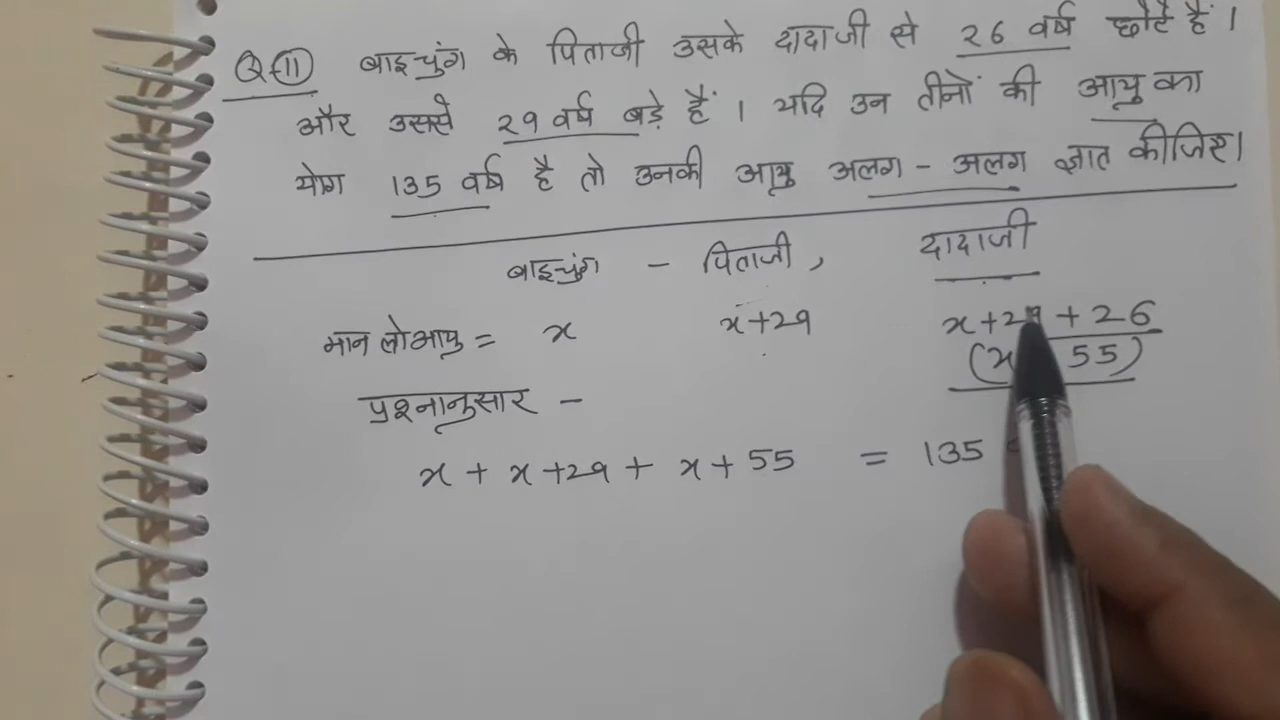 Q-11 बाइचुंग के पिताजी उसके दादाजी से 26 वर्ष छोटे हैं।
और उससे 29 वर्ष बड़े हैं। यदि उन तीनों की आयु का
योग 135 वर्ष है तो उनकी आयु अलग - अलग ज्ञात कीजिए।
बाइचुंग - पिताजी, दादाजी
मान लो आयु = x x+29 x+29+26
(x 55)
प्रश्नानुसार -
x + x+29 + x+55 = 135